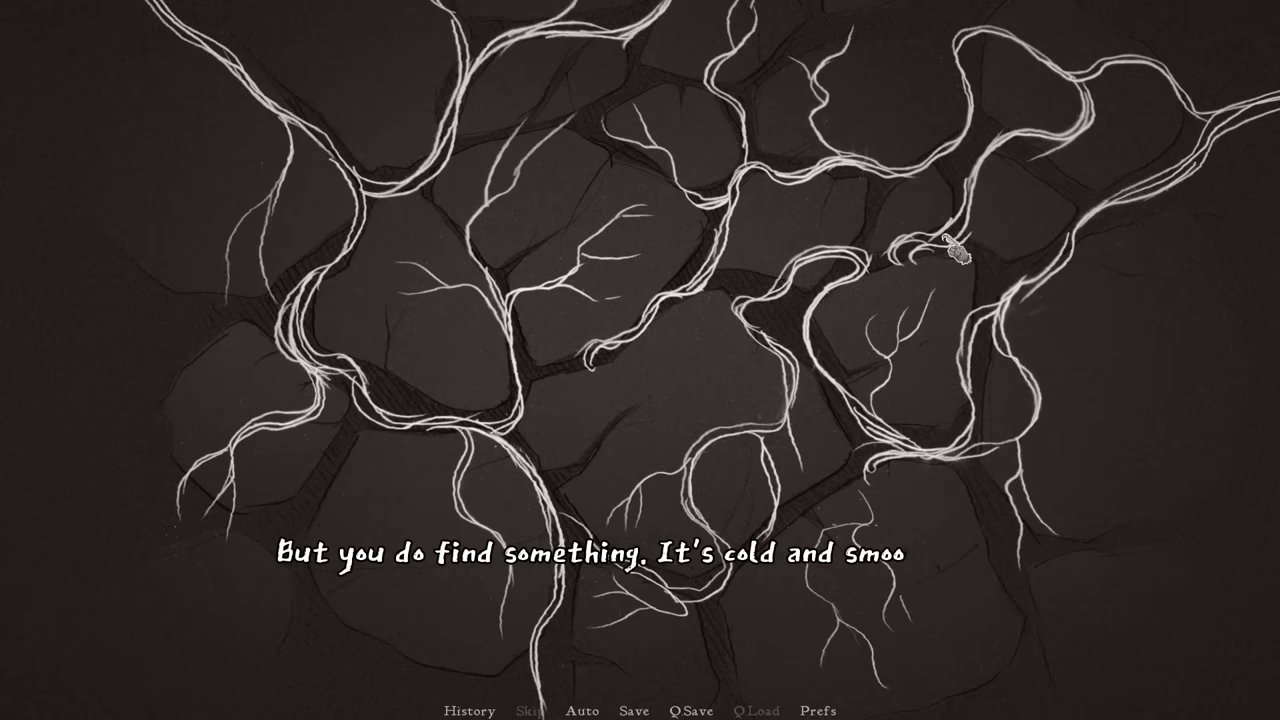 But you do find something. It's cold and smoo
History Skip Auto Save Q.Save Q.Load Prefs